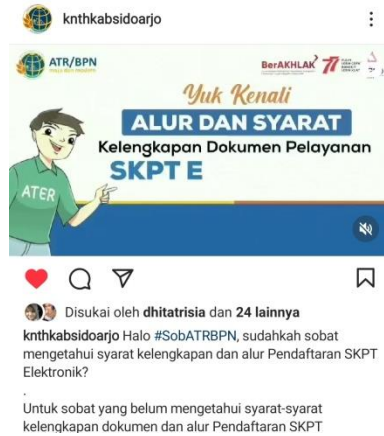 knthkabsidoarjo
ATR/BPN
BerAKHLAK
77
Yuk Kenali
ALUR DAN SYARAT
Kelengkapan Dokumen Pelayanan
SKPT E
ATER
Disukai oleh dhitatrisia dan 24 lainnya
knthkabsidoarjo Halo #SobATRBPN, sudahkah sobat
mengetahui syarat kelengkapan dan alur Pendaftaran SKPT
Elektronik?
.
Untuk sobat yang belum mengetahui syarat-syarat
kelengkapan dokumen dan alur Pendaftaran SKPT